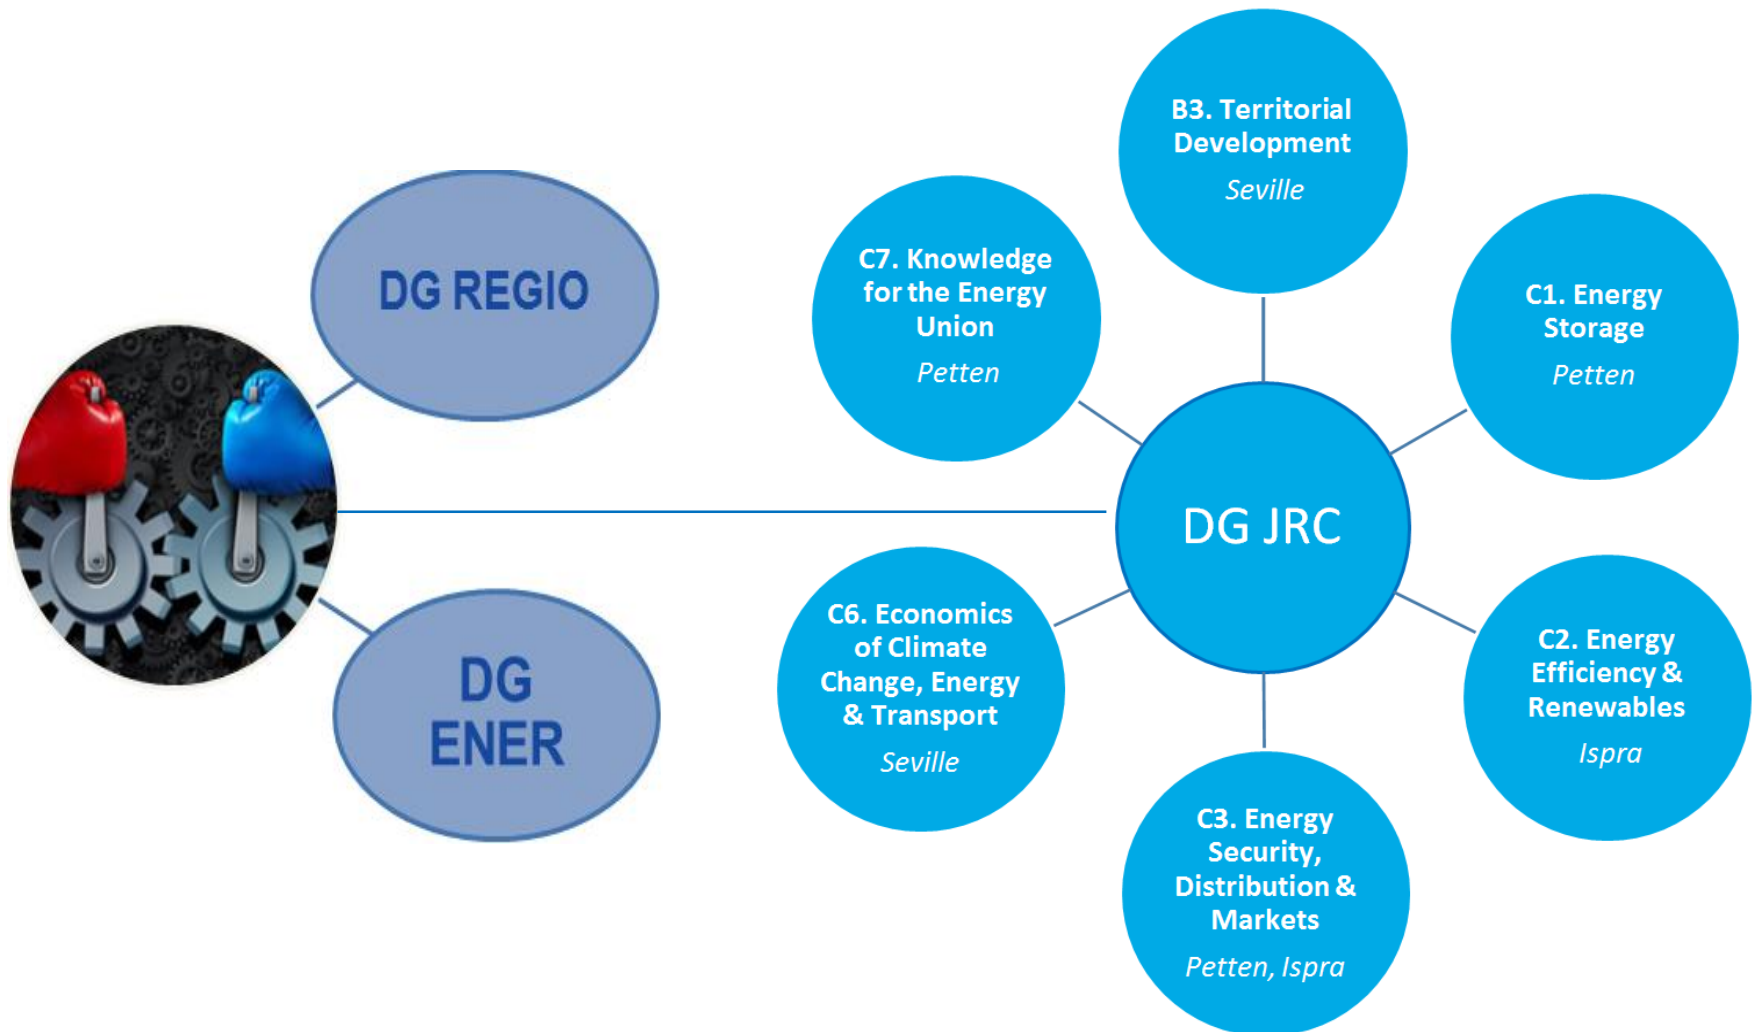 DG REGIO
DG
ENER
DG JRC
B3. Territorial
Development
Seville
C1. Energy
Storage
Petten
C2. Energy
Efficiency &
Renewables
Ispra
C3. Energy
Security,
Distribution &
Markets
Petten, Ispra
C6. Economics
of Climate
Change, Energy
& Transport
Seville
C7. Knowledge
for the Energy
Union
Petten